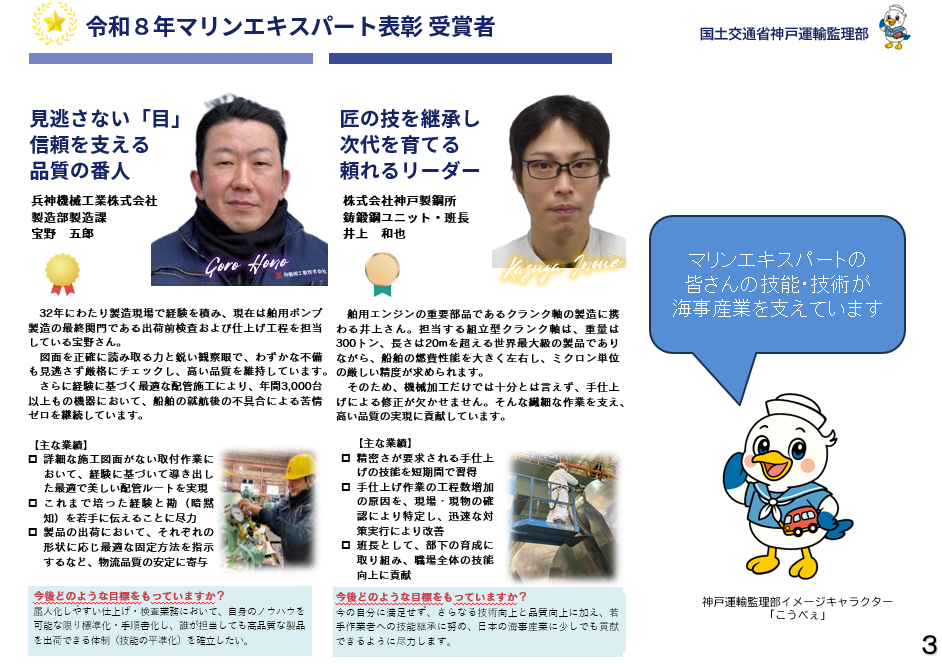 令和８年マリンエキスパート表彰 受賞者
国土交通省神戸運輸監理部
見逃さない「目」
信頼を支える
品質の番人
兵神機械工業株式会社
製造部製造課
宝野　五郎
Goro Hono
兵神機械工業株式会社
32年にわたり製造現場で経験を積み、現在は舶用ポンプ
製造の最終関門である出荷前検査および仕上げ工程を担当
している宝野さん。
図面を正確に読み取る力と鋭い観察眼で、わずかな不備
も見逃さず厳格にチェックし、高い品質を維持しています。
さらに経験に基づく最適な配管施工により、年間3,000台
以上もの機器において、船舶の就航後の不具合による苦情
ゼロを継続しています。
【主な業績】
□ 詳細な施工図面がない取付作業に
おいて、経験に基づいて導き出し
た最適で美しい配管ルートを実現
□ これまで培った経験と勘（暗黙
知）を若手に伝えることに尽力
□ 製品の出荷において、それぞれの
形状に応じ最適な固定方法を指示
するなど、物流品質の安定に寄与
今後どのような目標をもっていますか？
属人化しやすい仕上げ・検査業務において、自身のノウハウを
可能な限り標準化・手順書化し、誰が担当しても高品質な製品
を出荷できる体制（技能の平準化）を確立したい。
匠の技を継承し
次代を育てる
頼れるリーダー
株式会社神戸製鋼所
鋳鍛鋼ユニット・班長
井上　和也
Kazuya Inoue
舶用エンジンの重要部品であるクランク軸の製造に携
わる井上さん。担当する組立型クランク軸は、重量は
300トン、長さは20mを超える世界最大級の製品であり
ながら、船舶の燃費性能を大きく左右し、ミクロン単位
の厳しい精度が求められます。
そのため、機械加工だけでは十分とは言えず、手仕上
げによる修正が欠かせません。そんな繊細な作業を支え、
高い品質の実現に貢献しています。
【主な業績】
□ 精密さが要求される手仕上
げの技能を短期間で習得
□ 手仕上げ作業の工程数増加
の原因を、現場・現物の確
認により特定し、迅速な対
策実行により改善
□ 班長として、部下の育成に
取り組み、職場全体の技能
向上に貢献
今後どのような目標をもっていますか？
今の自分に満足せず、さらなる技術向上と品質向上に加え、若
手作業者への技能継承に努め、日本の海事産業に少しでも貢献
できるように尽力します。
マリンエキスパートの
皆さんの技能・技術が
海事産業を支えています
神戸運輸監理部イメージキャラクター
「こうべぇ」
3